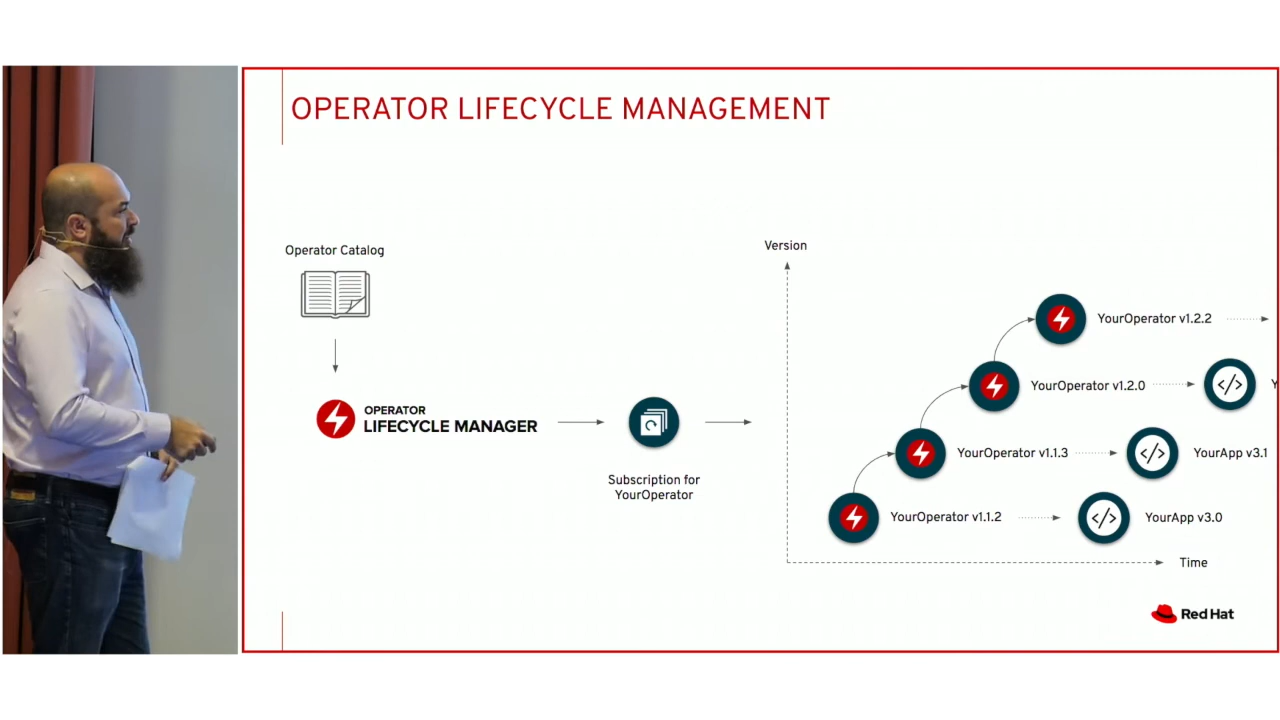 OPERATOR LIFECYCLE MANAGEMENT
Operator Catalog
OPERATOR
LIFECYCLE MANAGER
Subscription for
YourOperator
Version
YourOperator v1.2.2
YourOperator v1.2.0
YourOperator v1.1.3
YourApp v3.1
YourOperator v1.1.2
YourApp v3.0
Time
Red Hat